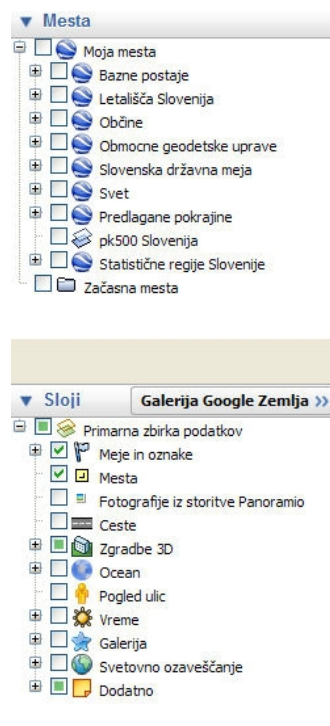 Mesta
Moja mesta
Bazne postaje
Letališča Slovenija
Občine
Obmocne geodetske uprave
Slovenska državna meja
Svet
Predlagane pokrajine
pk500 Slovenija
Statistične regije Slovenije
Začasna mesta
Sloji Galerija Google Zemlja >>
Primarna zbirka podatkov
Meje in oznake
Mesta
Fotografije iz storitve Panoramio
Ceste
Zgradbe 3D
Ocean
Pogled ulic
Vreme
Galerija
Svetovno ozaveščanje
Dodatno